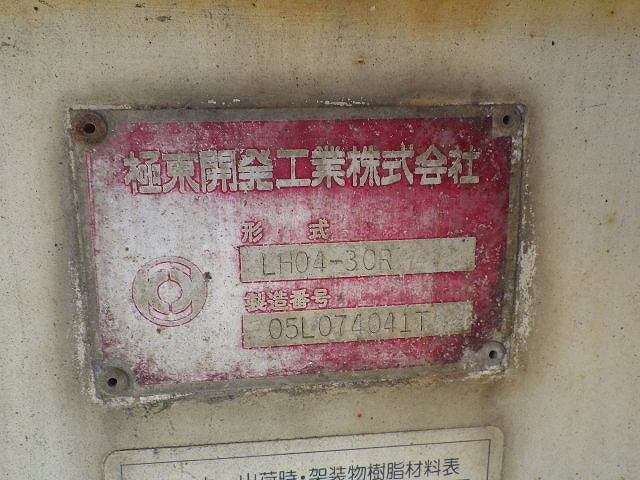 極東開発工業株式会社
形 式
LH04-30R
製造番号
05L074041T
出荷時・架装物樹脂材料表